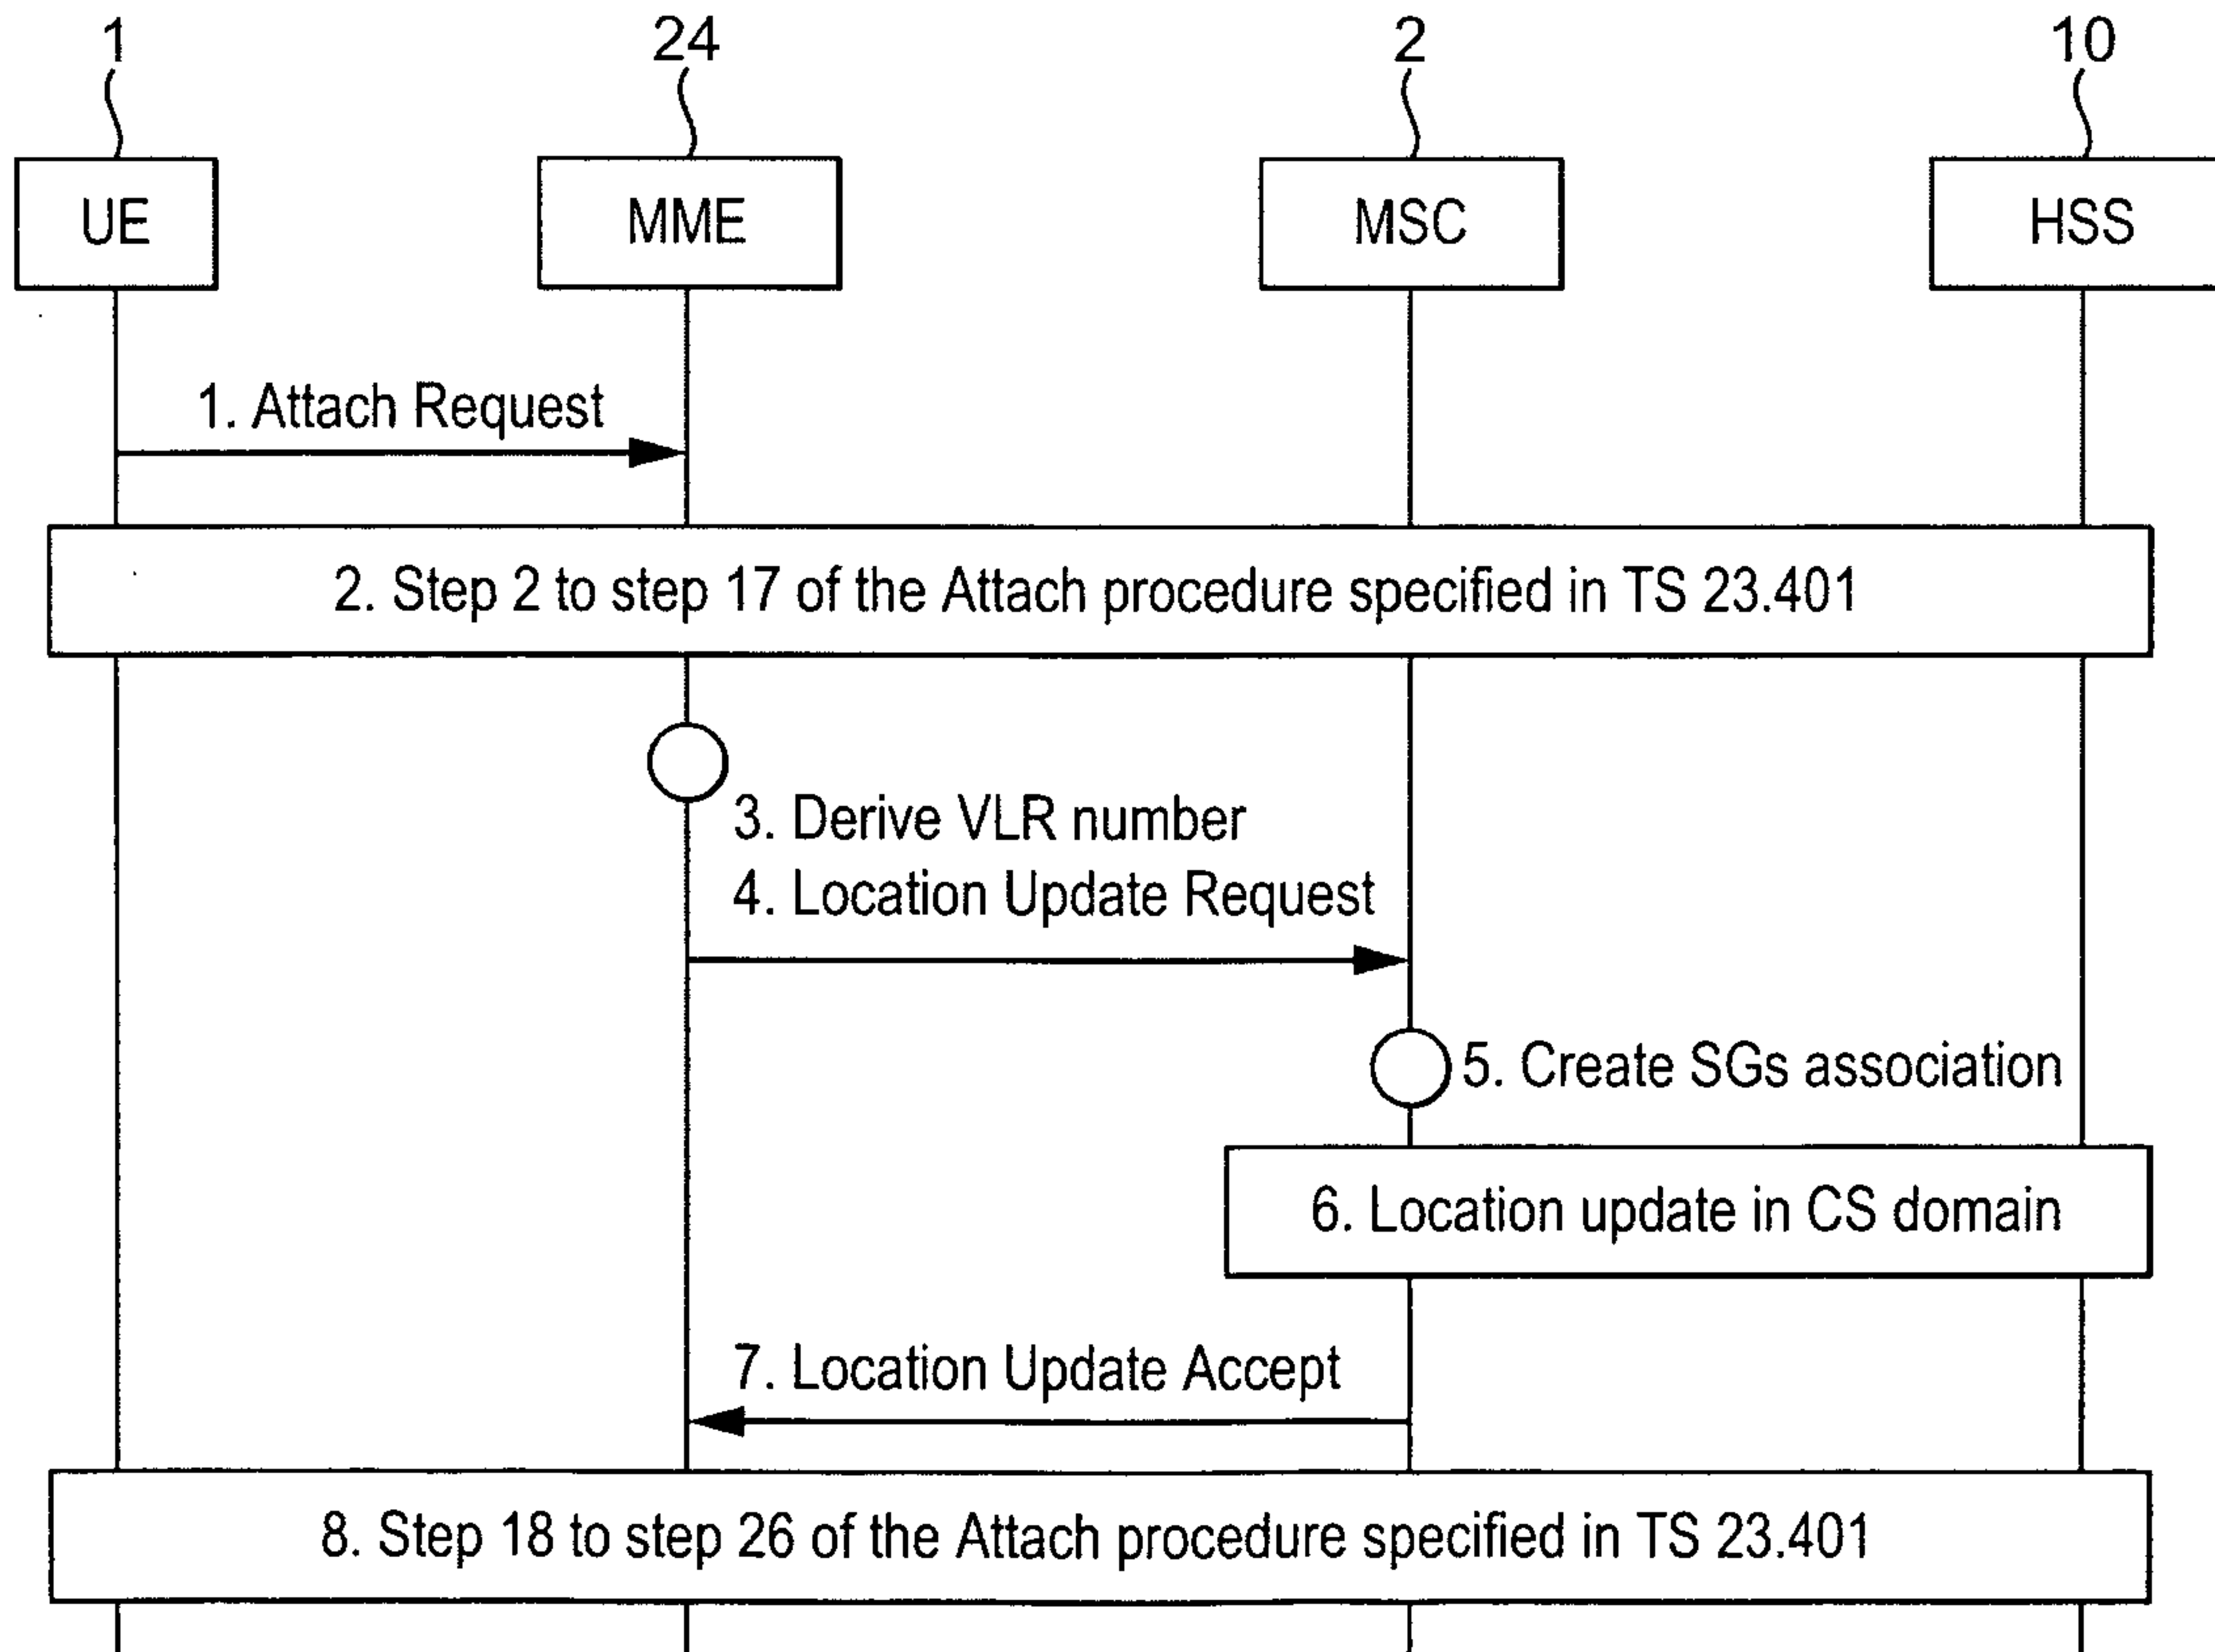 1 24 2 10
UE MME MSC HSS
1. Attach Request
2. Step 2 to step 17 of the Attach procedure specified in TS 23.401
3. Derive VLR number
4. Location Update Request
5. Create SGs association
6. Location update in CS domain
7. Location Update Accept
8. Step 18 to step 26 of the Attach procedure specified in TS 23.401